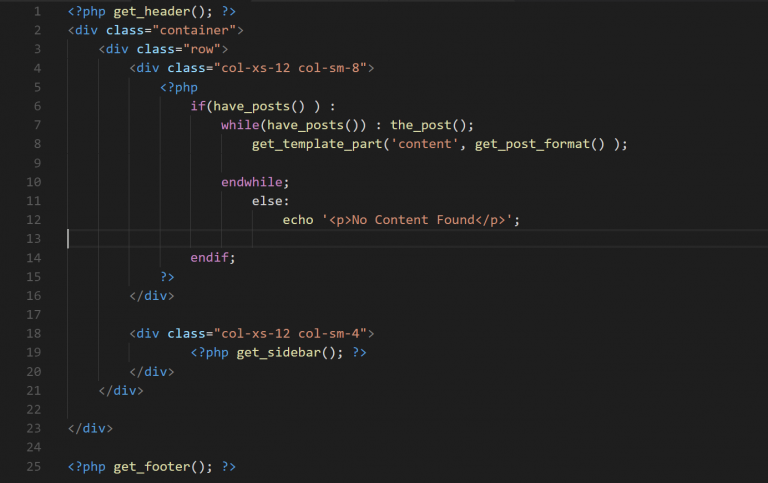 1 <?php get_header(); ?>
2 <div class="container">
3 <div class="row">
4 <div class="col-xs-12 col-sm-8">
5 <?php
6 if(have_posts() ) :
7 while(have_posts()) : the_post();
8 get_template_part('content', get_post_format() );
9
10 endwhile;
11 else:
12 echo '<p>No Content Found</p>';
13
14 endif;
15 ?>
16 </div>
17
18 <div class="col-xs-12 col-sm-4">
19 <?php get_sidebar(); ?>
20 </div>
21 </div>
22
23 </div>
24
25 <?php get_footer(); ?>